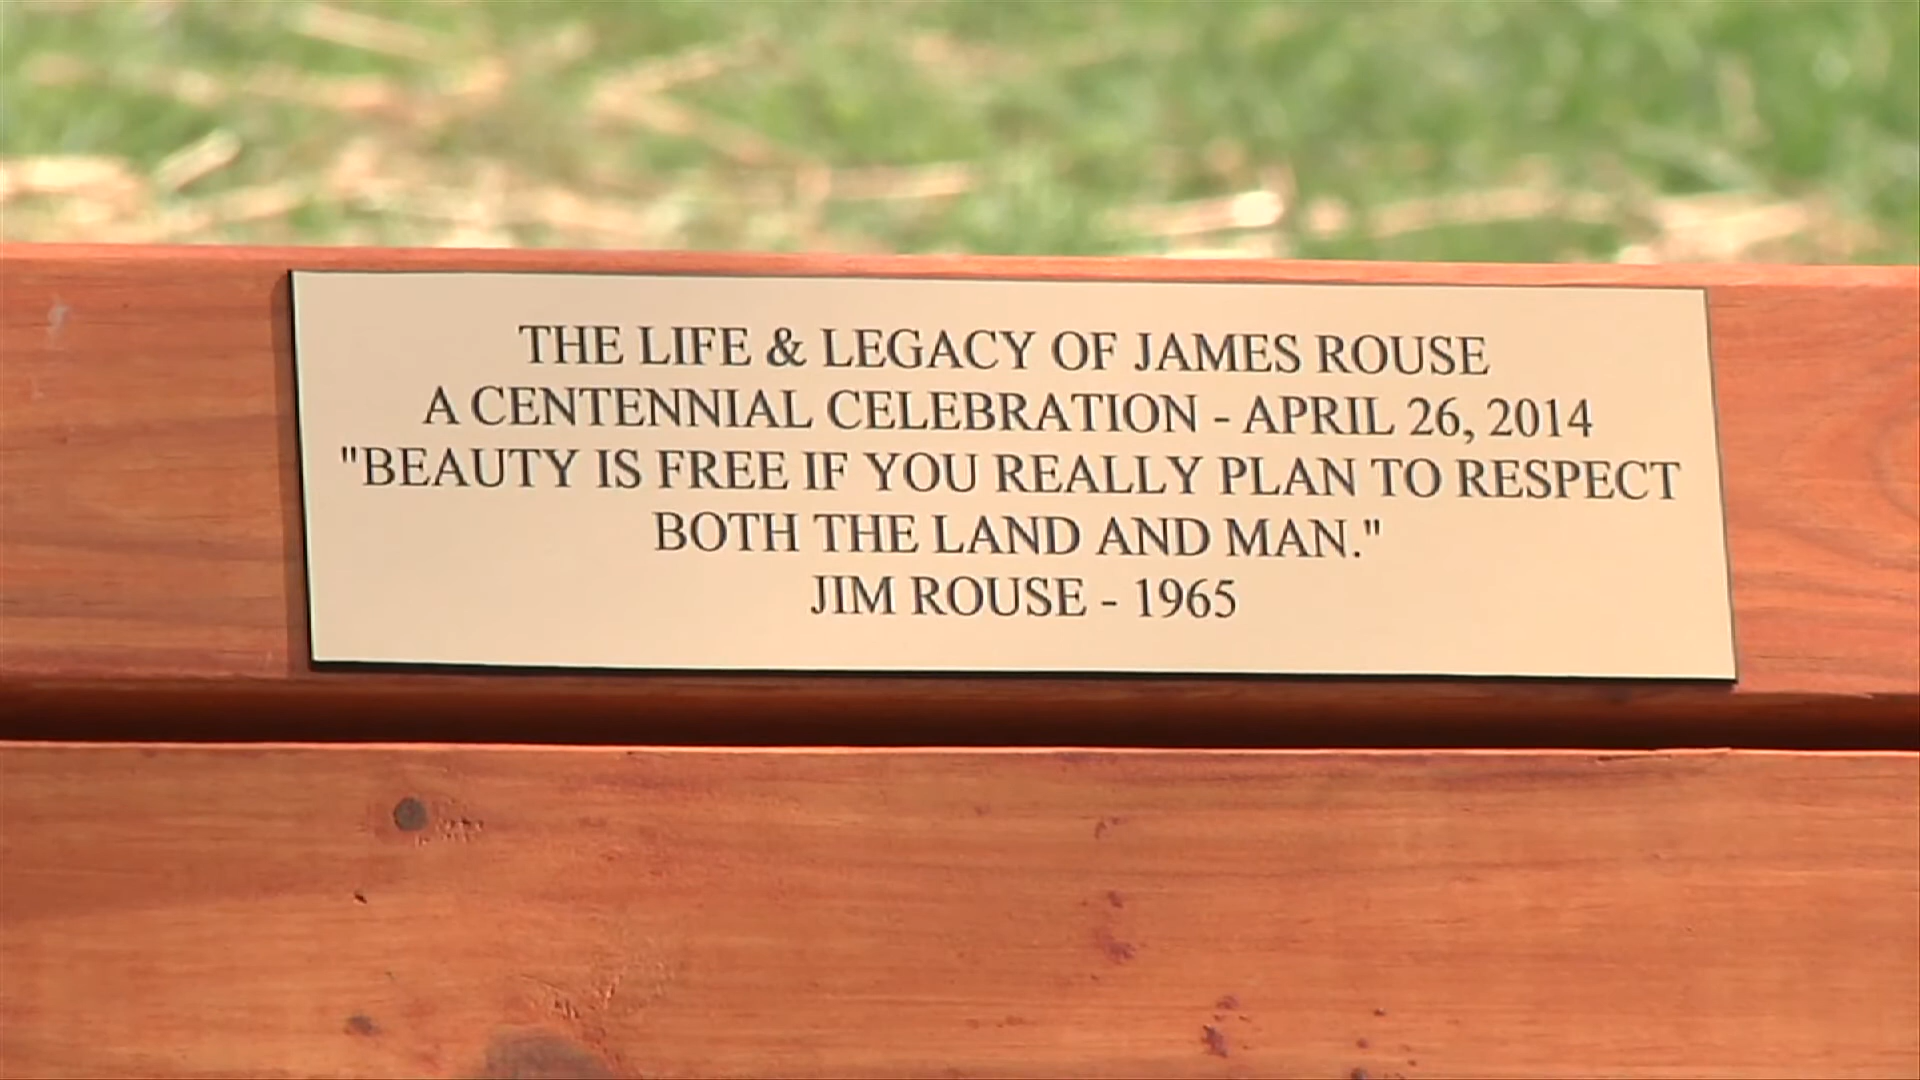 THE LIFE & LEGACY OF JAMES ROUSE
A CENTENNIAL CELEBRATION - APRIL 26, 2014
"BEAUTY IS FREE IF YOU REALLY PLAN TO RESPECT
BOTH THE LAND AND MAN."
JIM ROUSE - 1965